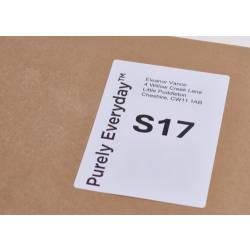 Purely Everyday™
Eleanor Vance
4 Willow Creek Lane
Little Puddleton
Cheshire, CW11 1AB
S17